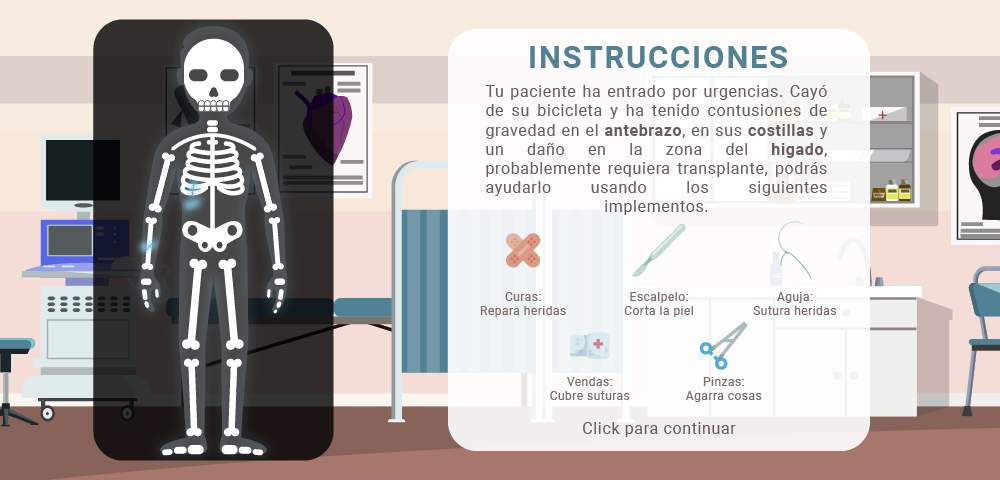 INSTRUCCIONES
Tu paciente ha entrado por urgencias. Cayó
de su bicicleta y ha tenido contusiones de
gravedad en el antebrazo, en sus costillas y
un daño en la zona del higado,
probablemente requiera transplante, podrás
ayudarlo usando los siguientes
implementos.
Curas:
Repara heridas
Escalpelo:
Corta la piel
Aguja:
Sutura heridas
Vendas:
Cubre suturas
Pinzas:
Agarra cosas
Click para continuar